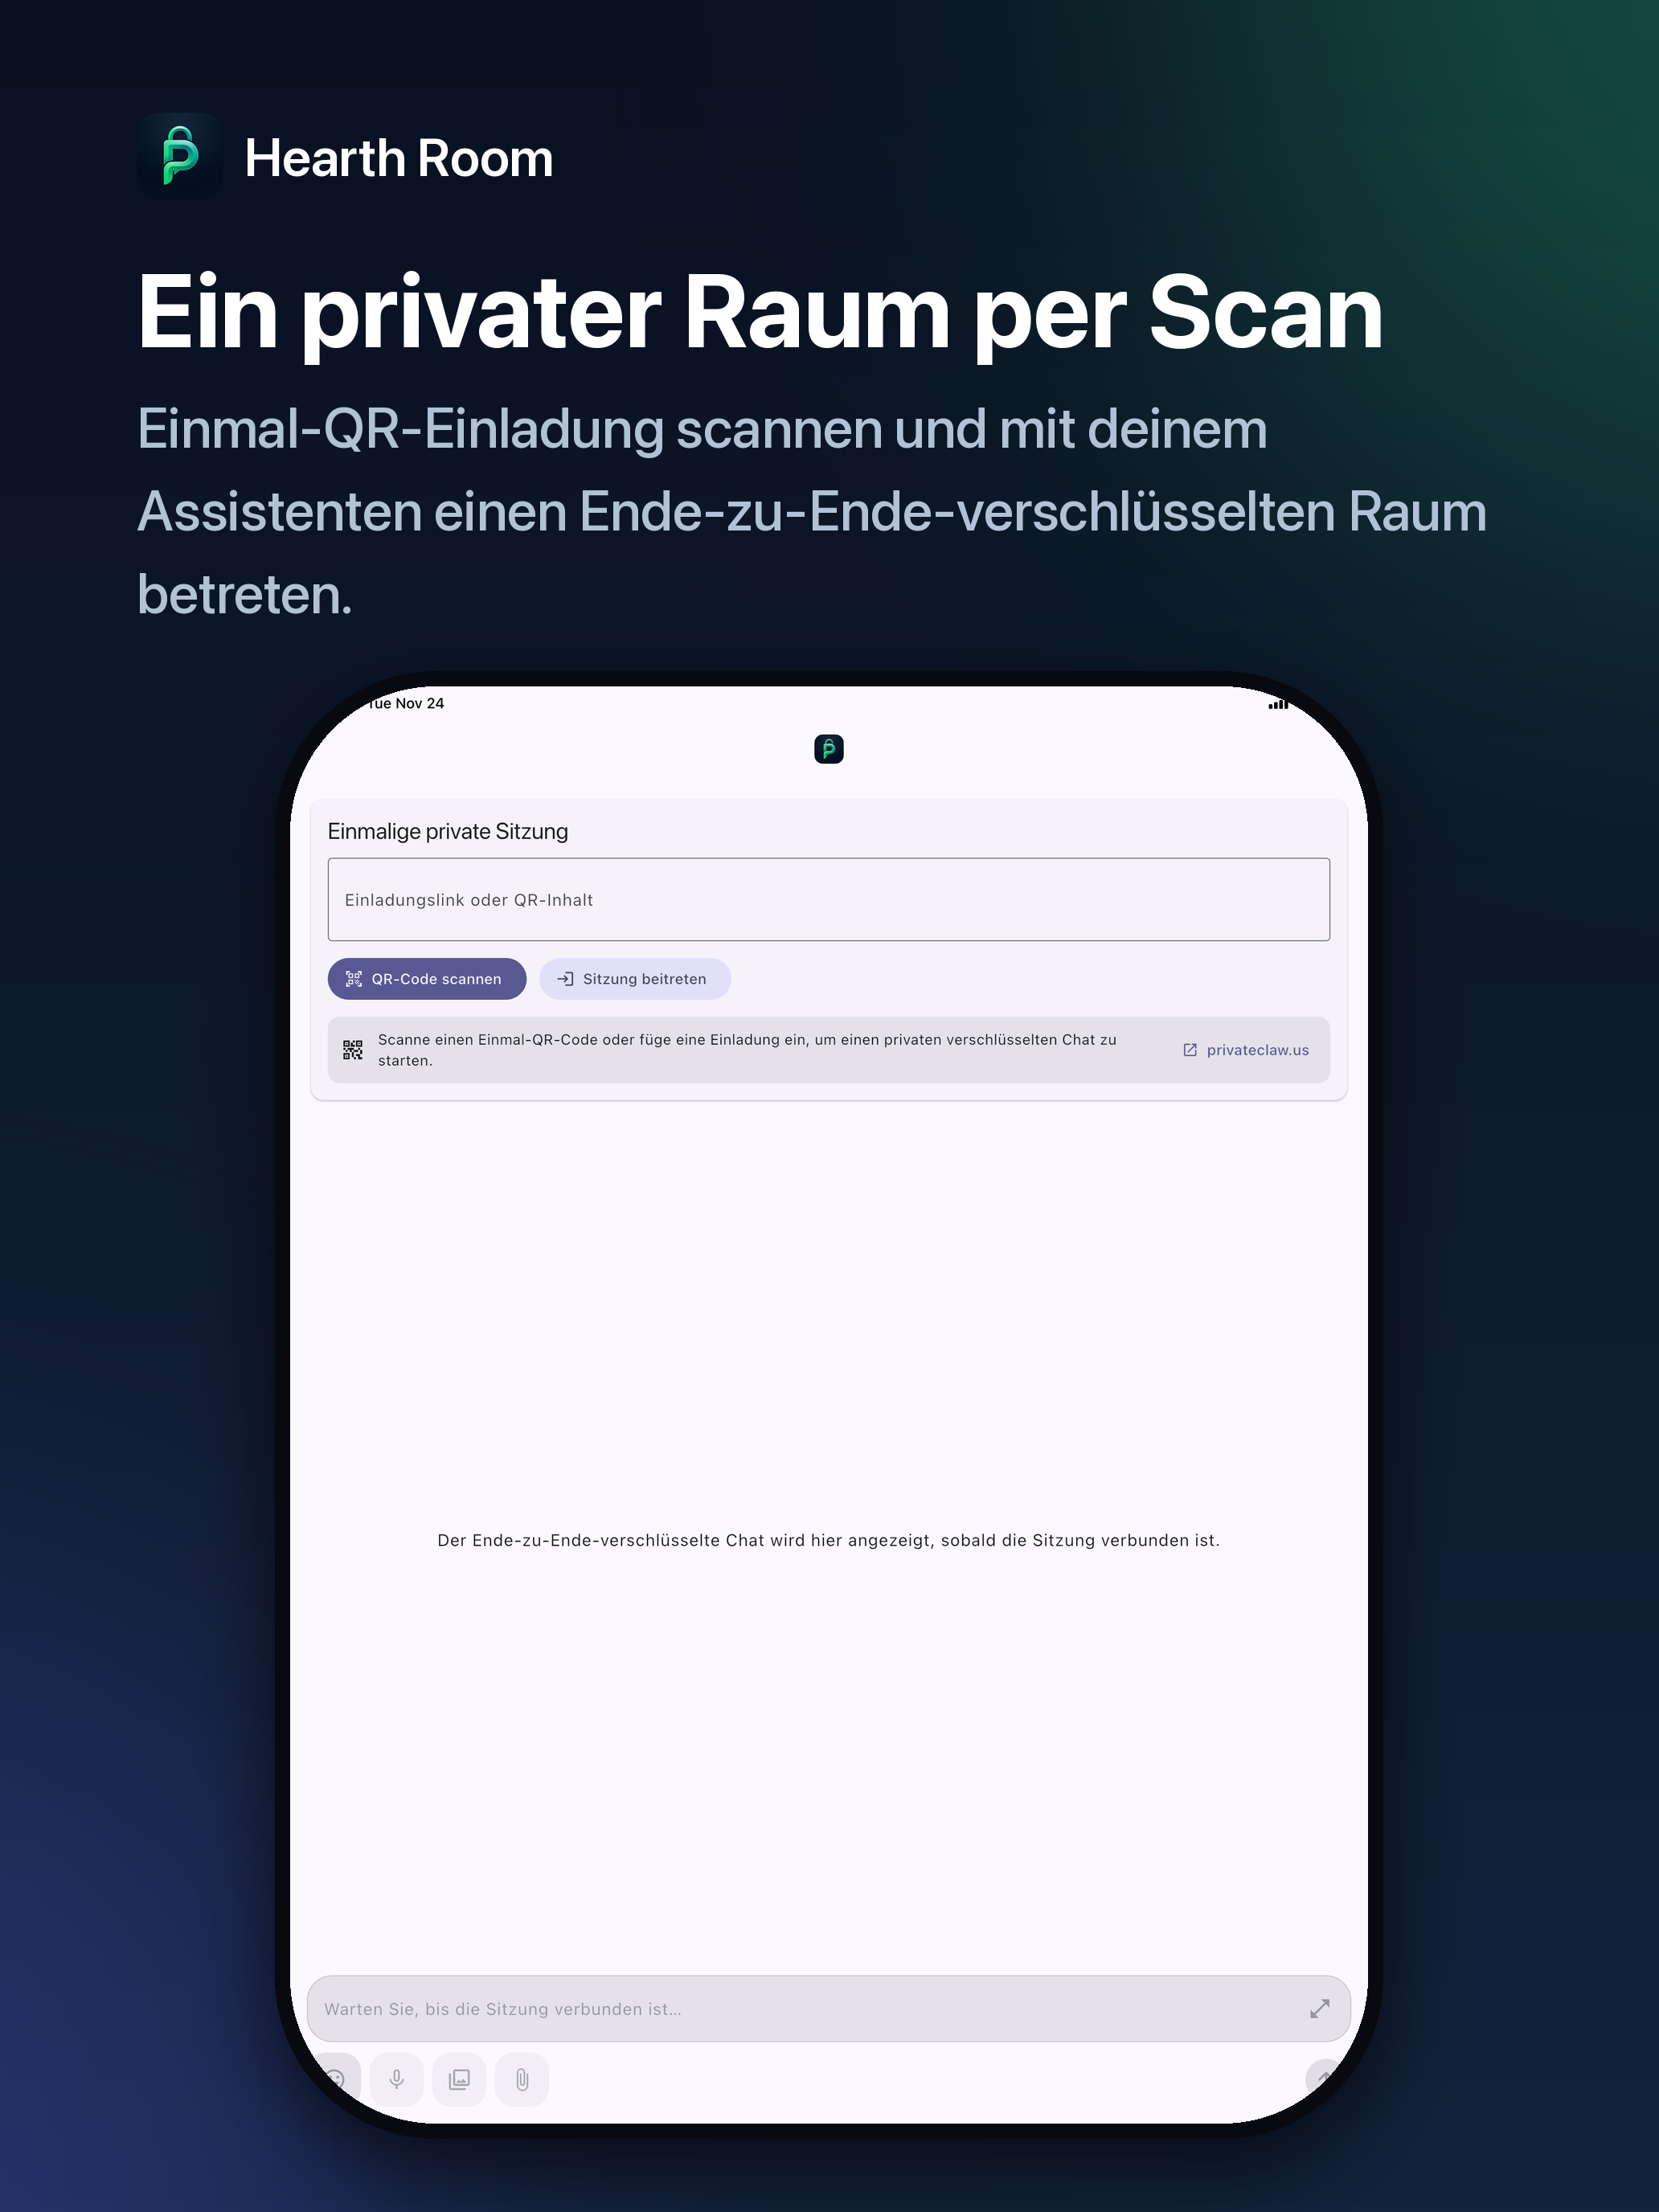 Hearth Room
Ein privater Raum per Scan
Einmal-QR-Einladung scannen und mit deinem
Assistenten einen Ende-zu-Ende-verschlüsselten Raum
betreten.
Tue Nov 24
Einmalige private Sitzung
Einladungslink oder QR-Inhalt
QR-Code scannen
Sitzung beitreten
Scanne einen Einmal-QR-Code oder füge eine Einladung ein, um einen privaten verschlüsselten Chat zu
starten.
privateclaw.us
Der Ende-zu-Ende-verschlüsselte Chat wird hier angezeigt, sobald die Sitzung verbunden ist.
Warten Sie, bis die Sitzung verbunden ist…